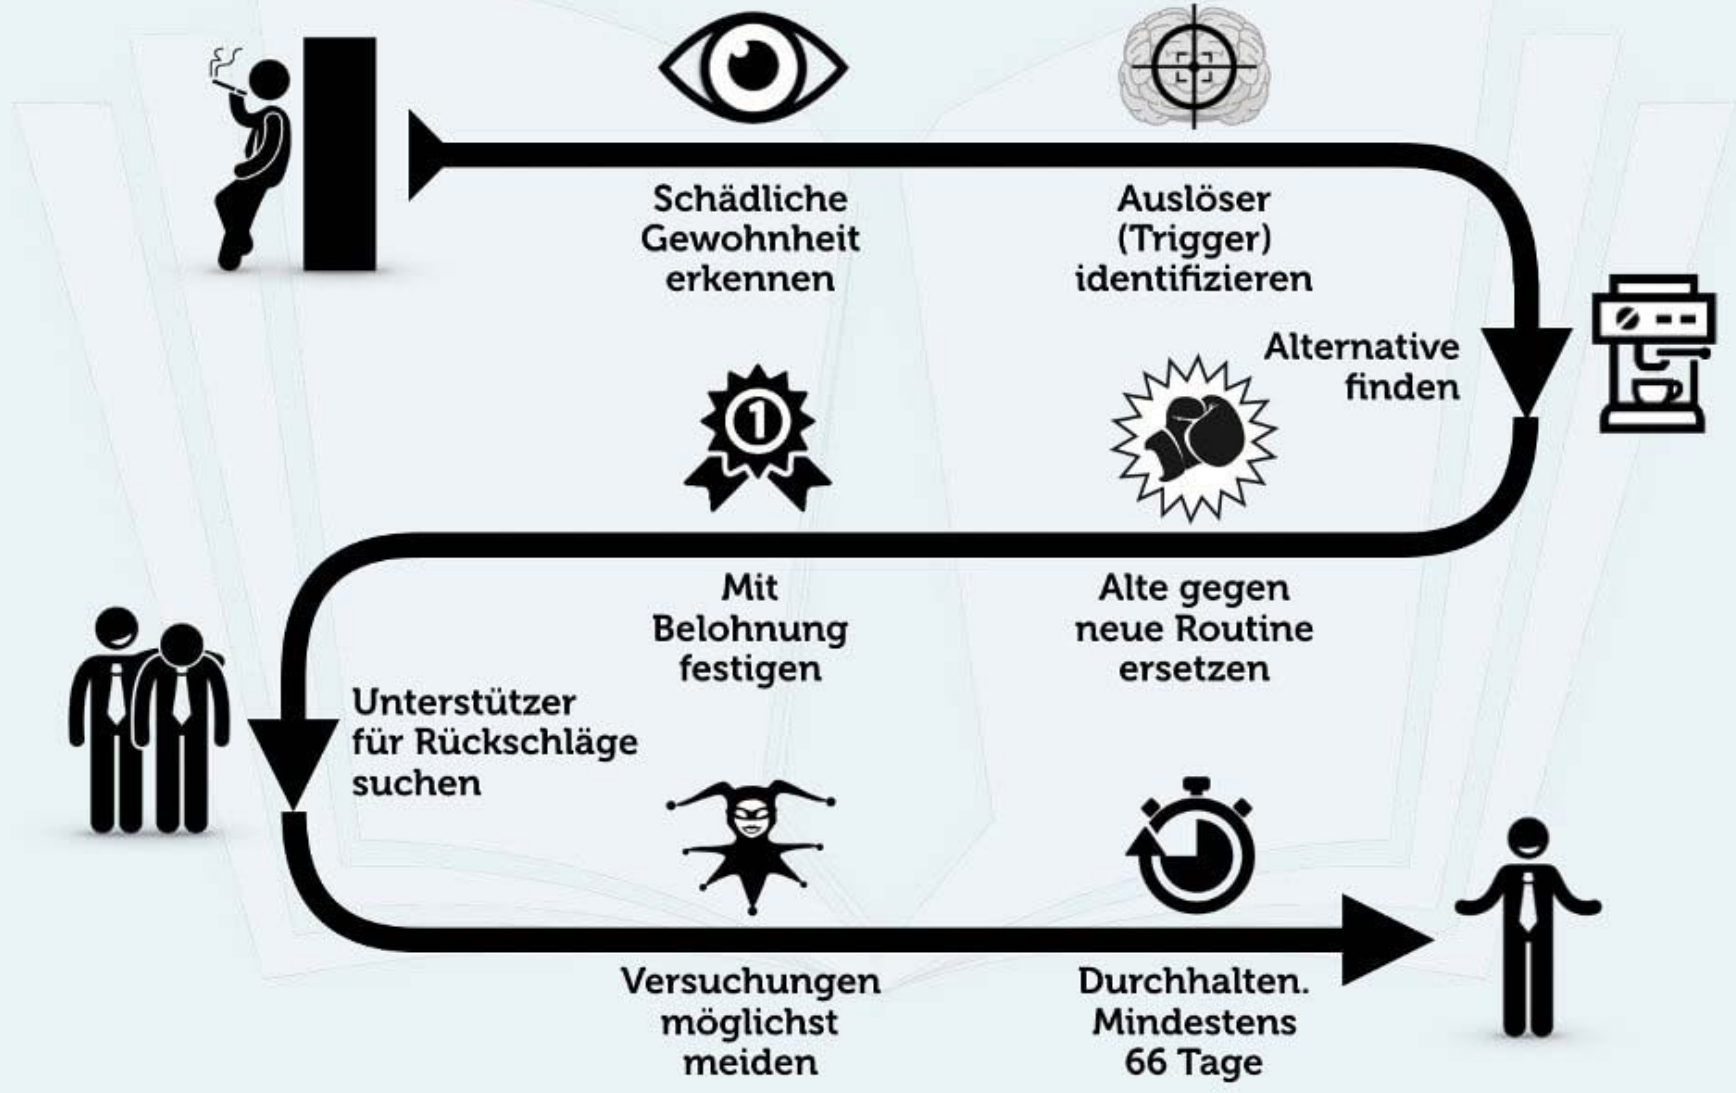 Schädliche
Gewohnheit
erkennen
Auslöser
(Trigger)
identifizieren
Alternative
finden
Alte gegen
neue Routine
ersetzen
1
Mit
Belohnung
festigen
Unterstützer
für Rückschläge
suchen
Versuchungen
möglichst
meiden
Durchhalten.
Mindestens
66 Tage